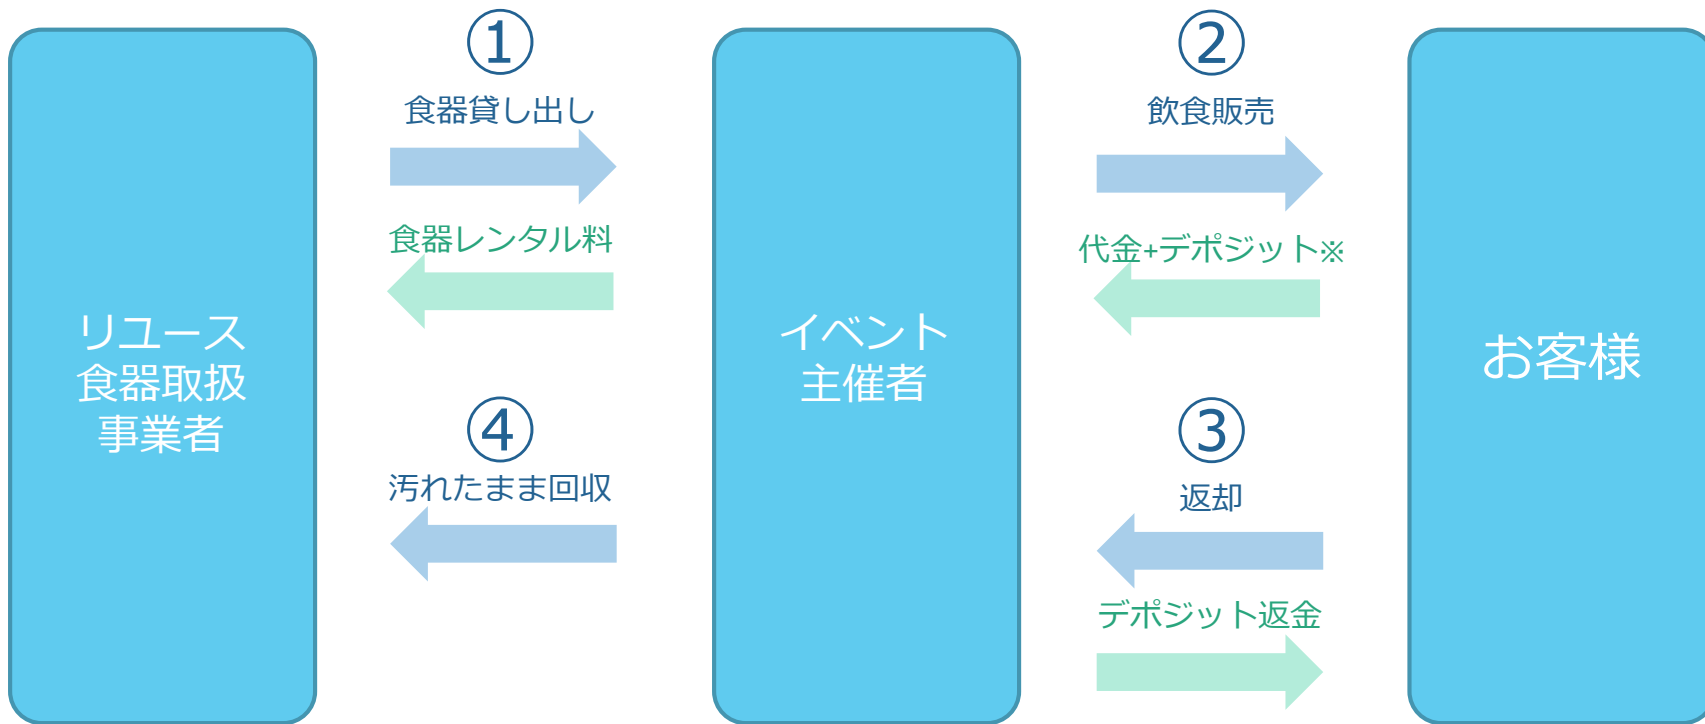 ①
食器貸し出し
食器レンタル料
②
飲食販売
代金+デポジット※
リユース
食器取扱
事業者
イベント
主催者
お客様
④
汚れたまま回収
③
返却
デポジット返金